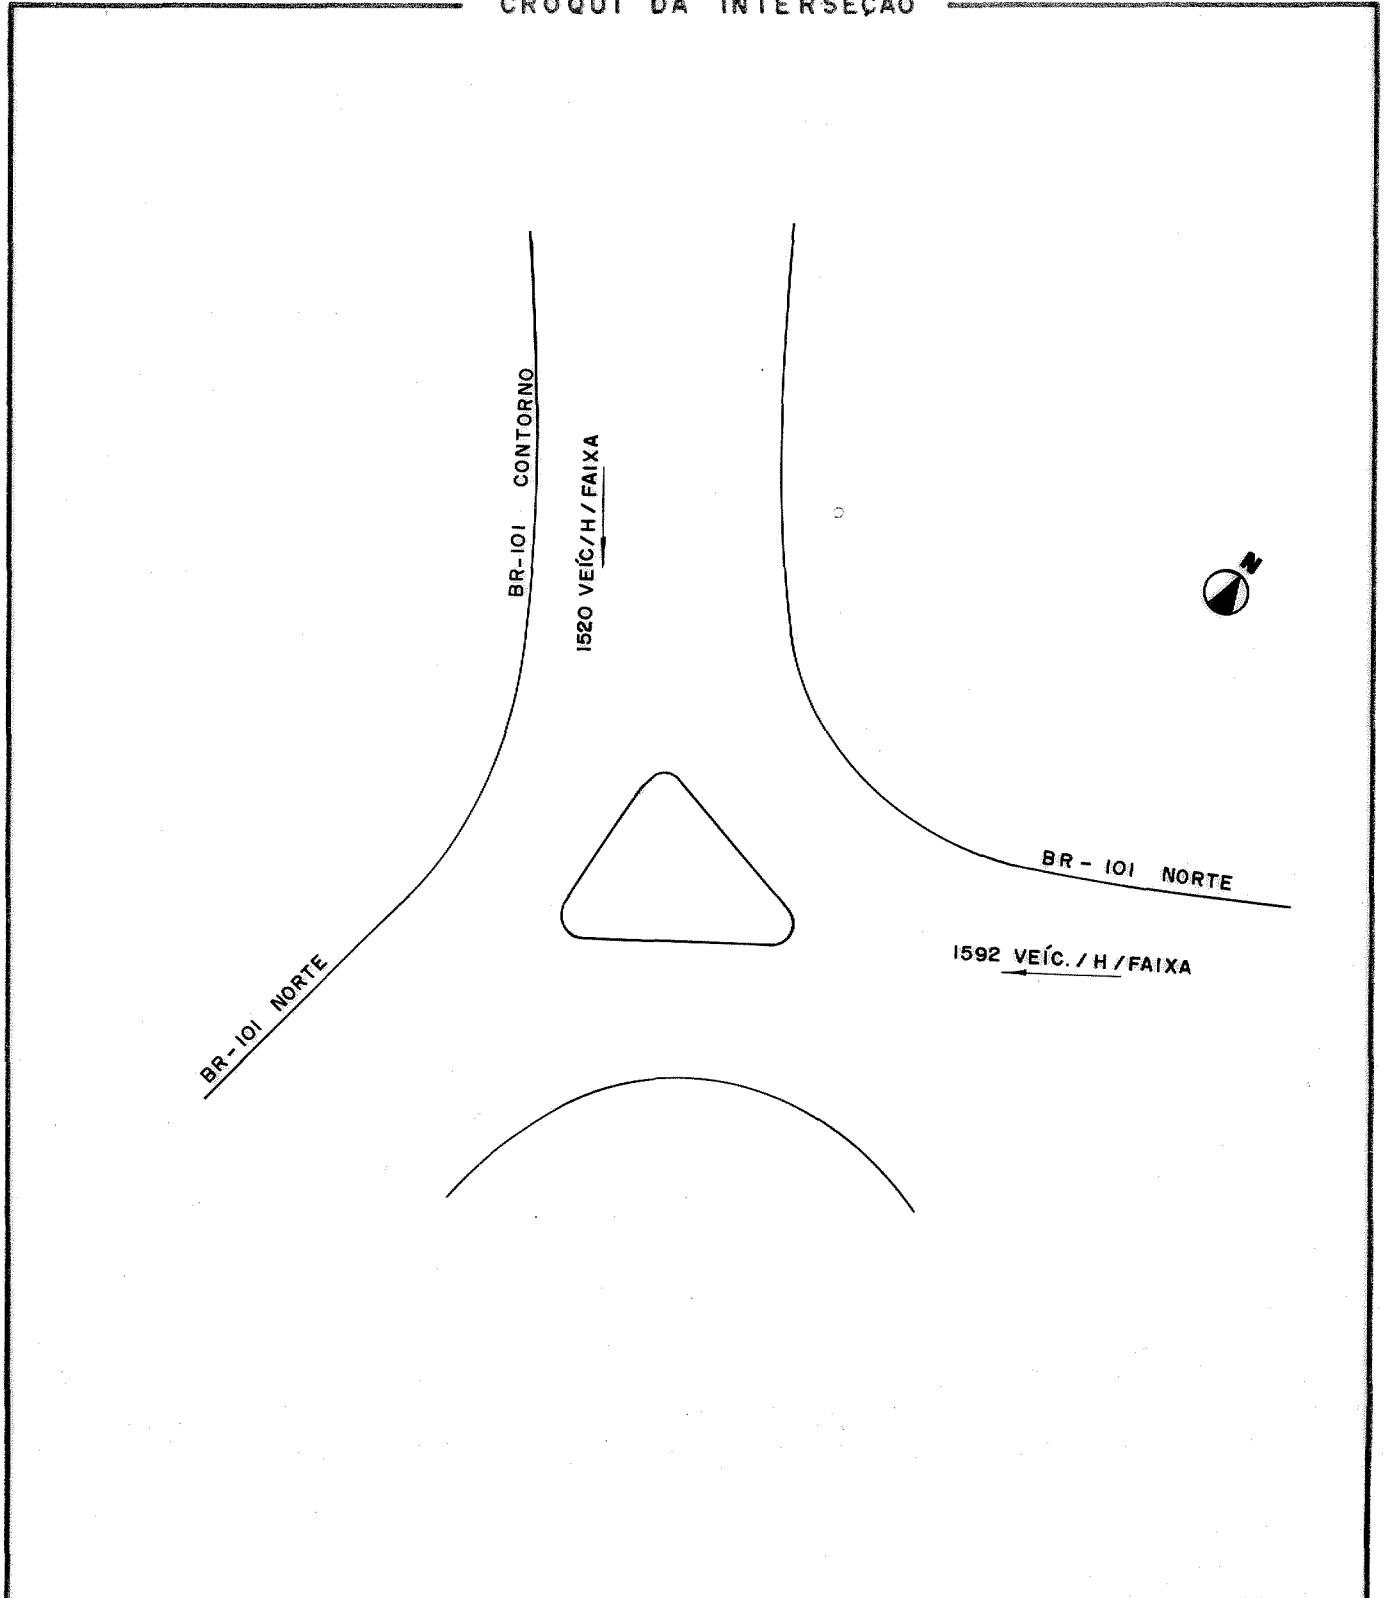 CROQUI DA INTERSEÇÃO
BR-101 CONTORNO
1520 VEÍC/H/FAIXA
N
BR - 101 NORTE
1592 VEÍC. / H / FAIXA
BR-101 NORTE